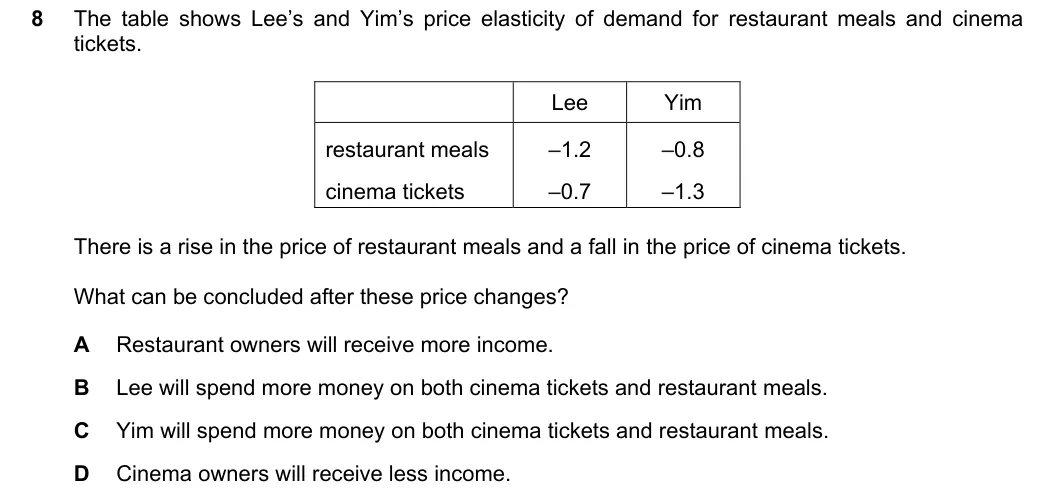 8 The table shows Lee's and Yim's price elasticity of demand for restaurant meals and cinema
tickets.
Lee Yim
restaurant meals –1.2 –0.8
cinema tickets –0.7 –1.3
There is a rise in the price of restaurant meals and a fall in the price of cinema tickets.
What can be concluded after these price changes?
A Restaurant owners will receive more income.
B Lee will spend more money on both cinema tickets and restaurant meals.
C Yim will spend more money on both cinema tickets and restaurant meals.
D Cinema owners will receive less income.